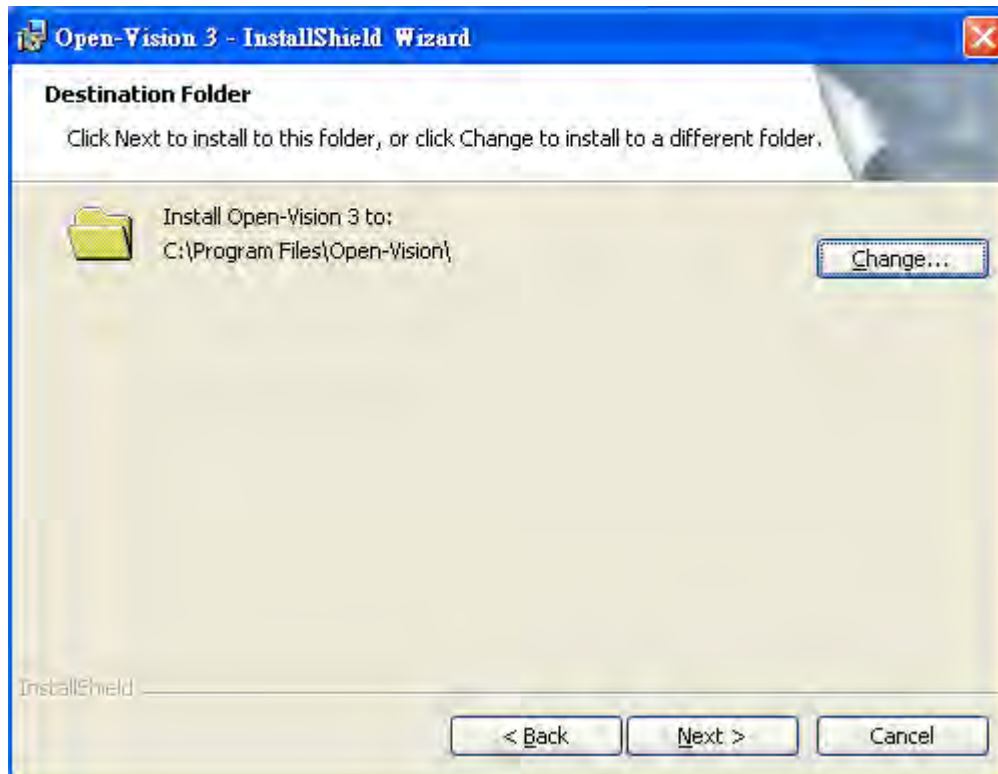 Open-Vision 3 - InstallShield Wizard
Destination Folder
Click Next to install to this folder, or click Change to install to a different folder.
Install Open-Vision 3 to:
C:\Program Files\Open-Vision\
Change...
InstallShield
< Back
Next >
Cancel